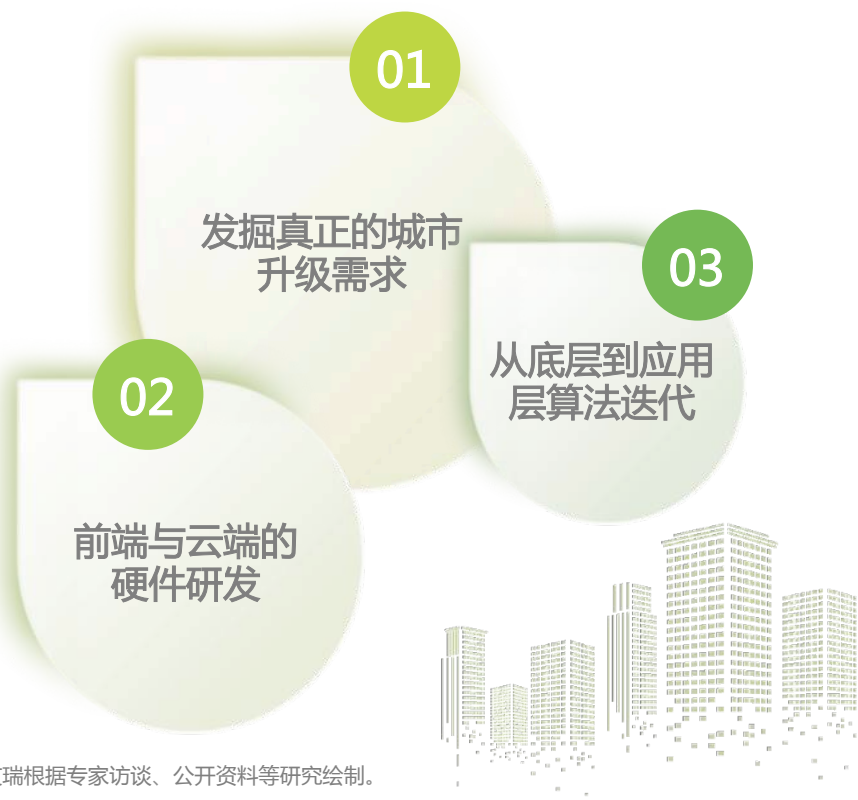 01
发掘真正的城市
升级需求
02
前端与云端的
硬件研发
03
从底层到应用
层算法迭代
瑞根据专家访谈、公开资料等研究绘制。